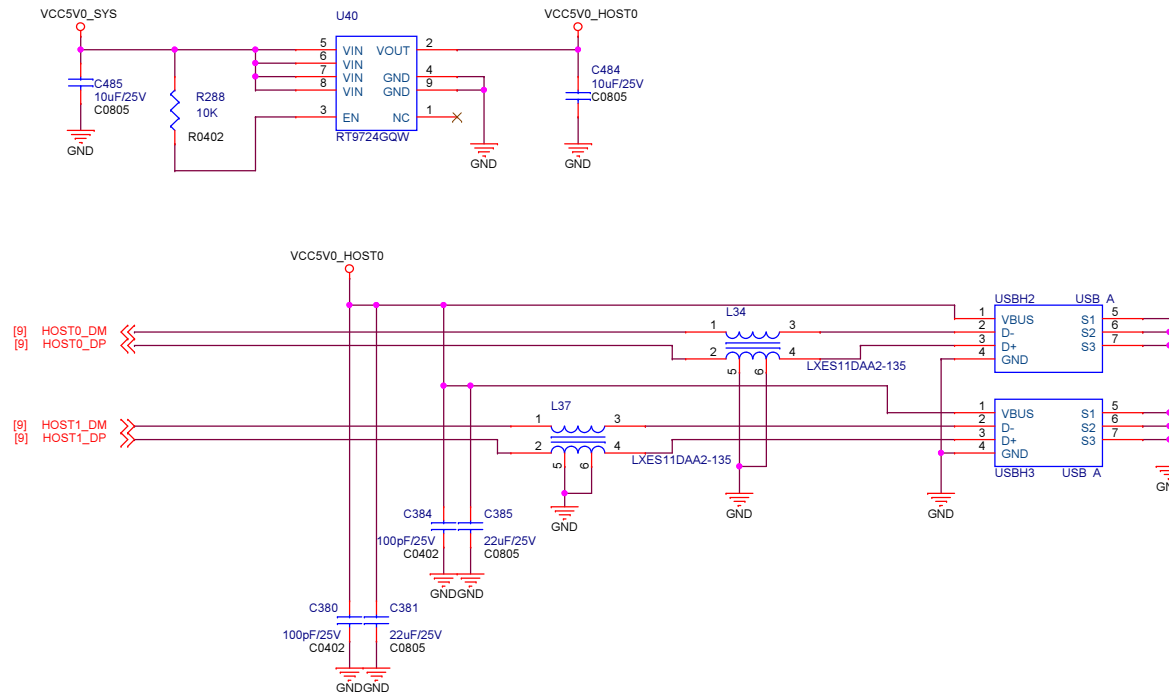 VCC5V0_SYS
U40
VCC5V0_HOST0
5 VIN VOUT 2
6 VIN
7 VIN GND 4
8 VIN GND 9
3 EN NC 1
RT9724GQW
C485
10uF/25V
C0805
GND
R288
10K
R0402
GND
C484
10uF/25V
C0805
GND
VCC5V0_HOST0
[9] HOST0_DM
[9] HOST0_DP
L34
1 3
2 4
5 6
LXES11DAA2-135
GND
USBH2 USB_A
1 VBUS S1 5
2 D- S2 6
3 D+ S3 7
4 GND
[9] HOST1_DM
[9] HOST1_DP
L37
1 3
2 4
5 6
LXES11DAA2-135
GND
1 VBUS S1 5
2 D- S2 6
3 D+ S3 7
4 GND
USBH3 USB_A
GND
C384
100pF/25V
C0402
GND
C385
22uF/25V
C0805
GND
C380
100pF/25V
C0402
GND
C381
22uF/25V
C0805
GND